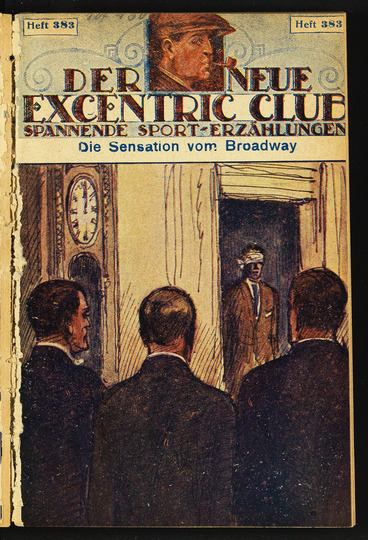 Heft 383
Heft 383
DER NEUE
EXCENTRIC CLUB
SPANNENDE SPORT-ERZÄHLUNGEN
Die Sensation vom Broadway